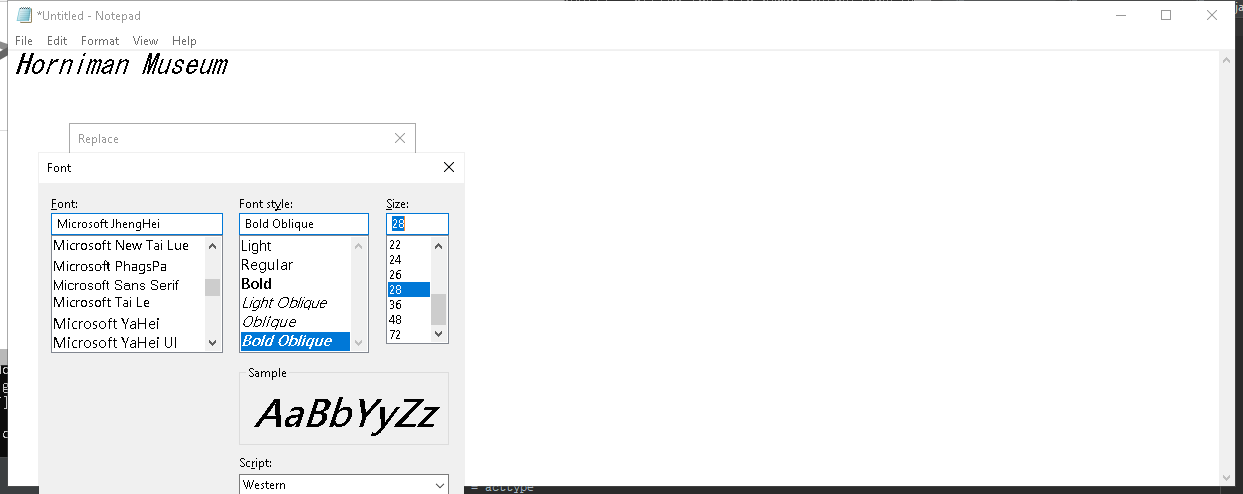 *Untitled - Notepad
File Edit Format View Help
Horniman Museum
Replace
Font
Font: Font style: Size:
Microsoft JhengHei Bold Oblique 28
Microsoft New Tai Lue
Microsoft PhagsPa
Microsoft Sans Serif
Microsoft Tai Le
Microsoft YaHei
Microsoft YaHei UI
Light
Regular
Bold
Light Oblique
Oblique
Bold Oblique
22
24
26
28
36
48
72
Sample
AaBbYyZz
Script:
Western
= acctype